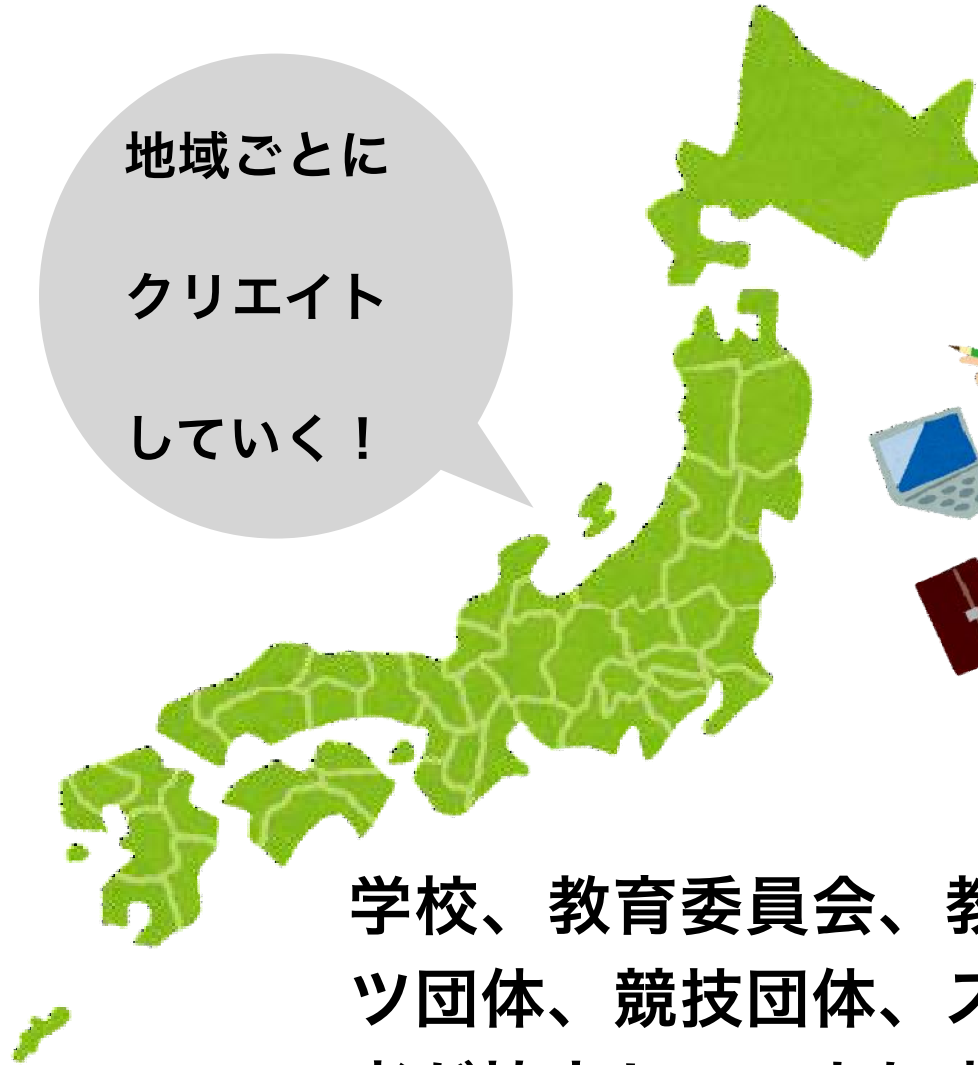 地域ごとに
クリエイト
していく！
学校、教育委員会、
ツ団体、競技団体、